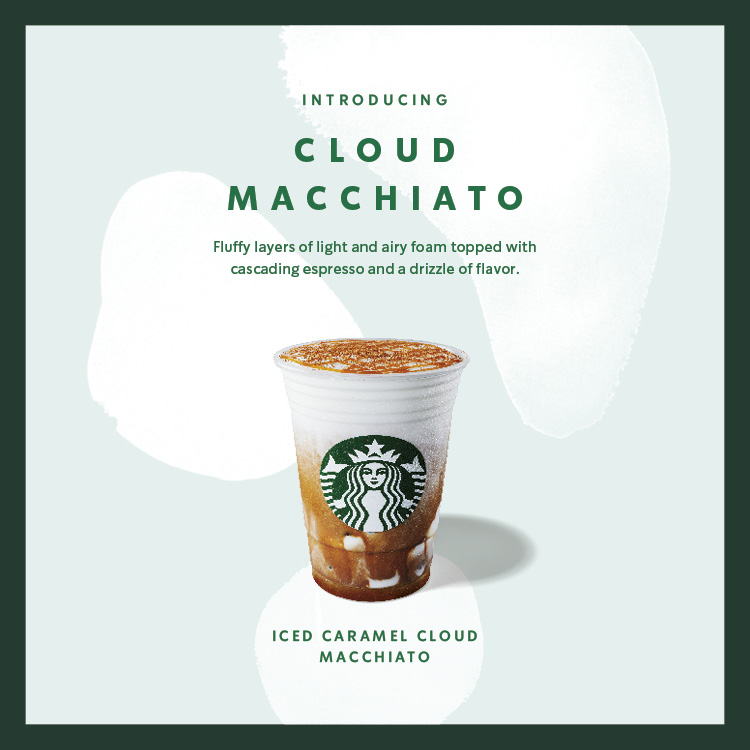 INTRODUCING
CLOUD
MACCHIATO
Fluffy layers of light and airy foam topped with
cascading espresso and a drizzle of flavor.
ICED CARAMEL CLOUD
MACCHIATO